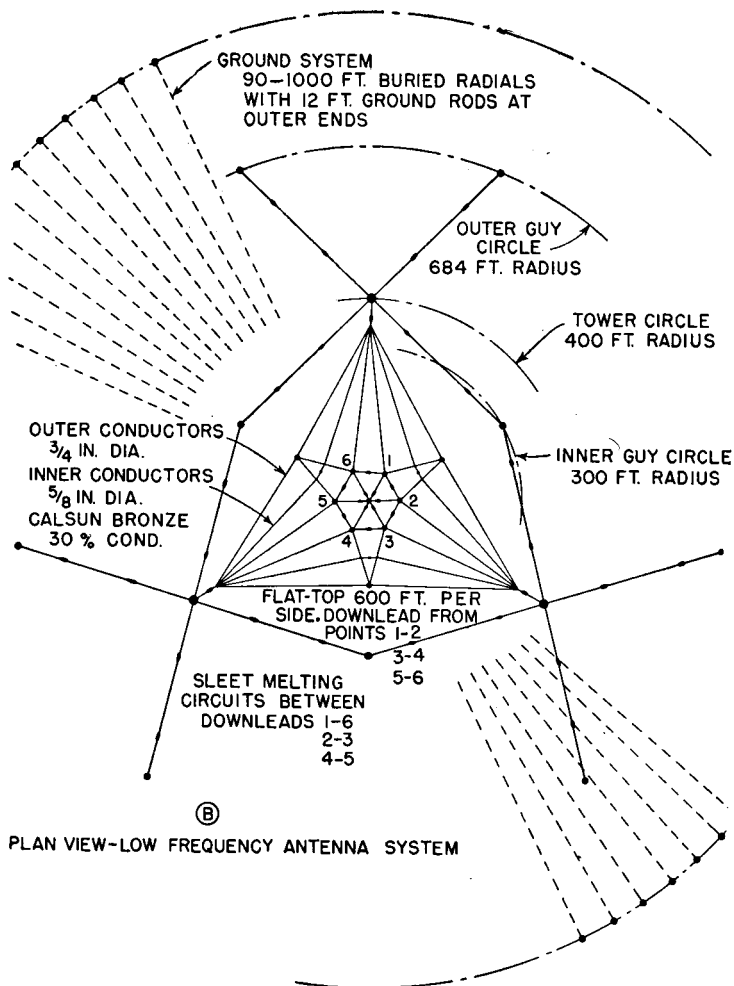 GROUND SYSTEM
90-1000 FT. BURIED RADIALS
WITH 12 FT. GROUND RODS AT
OUTER ENDS
OUTER GUY
CIRCLE
684 FT. RADIUS
TOWER CIRCLE
400 FT. RADIUS
OUTER CONDUCTORS
3/4 IN. DIA.
INNER CONDUCTORS
5/8 IN. DIA.
CALSUN BRONZE
30 % COND.
INNER GUY CIRCLE
300 FT. RADIUS
6 1
5 2
4 3
FLAT-TOP 600 FT. PER
SIDE. DOWNLEAD FROM
POINTS 1-2
3-4
5-6
SLEET MELTING
CIRCUITS BETWEEN
DOWNLEADS 1-6
2-3
4-5
B
PLAN VIEW-LOW FREQUENCY ANTENNA SYSTEM